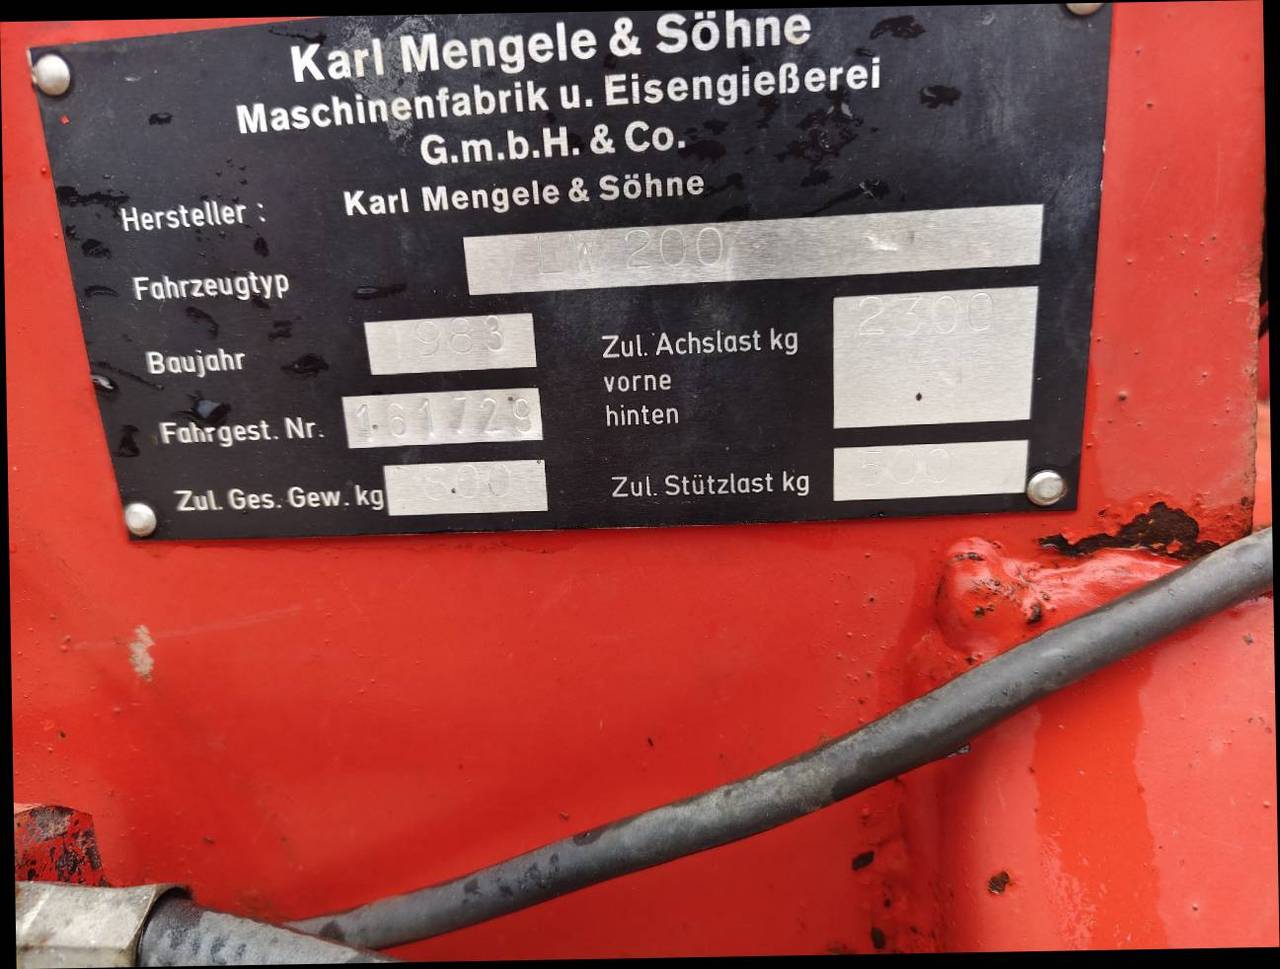 Karl Mengele & Söhne
Maschinenfabrik u. Eisengießerei
G.m.b.H. & Co.
Hersteller : Karl Mengele & Söhne
Fahrzeugtyp LW 200
Baujahr 1983
Zul. Achslast kg 2300
vorne
hinten
Fahrgest. Nr. 161729
Zul. Ges. Gew. kg
Zul. Stützlast kg 500